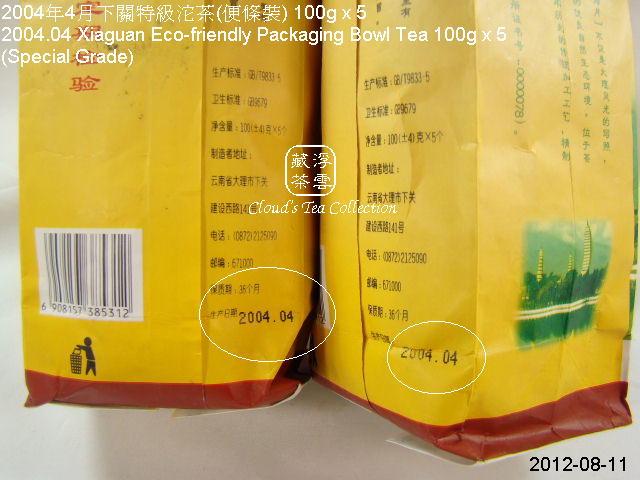 2004年4月下關特級沱茶(便條裝) 100g x 5
2004.04 Xiaguan Eco-friendly Packaging Bowl Tea 100g x 5
(Special Grade)
验
生产标准:GB/T9833·5
卫生标准:GB9679
净含量:100(±4)克×5个
制造者地址:
云南省大理市下关
建设西路141号
电话:(0872)2125090
邮编:671000
保质期:36个月
生产日期:2004.04
6 908157 385312
藏浮
茶雲
Cloud's Tea Collection
生产标准:GB/T9833·5
卫生标准:GB9679
净含量:100(±4)克×5个
制造者地址:
云南省大理市下关
建设西路141号
电话:(0872)2125090
邮编:671000
保质期:36个月
2004.04
2012-08-11